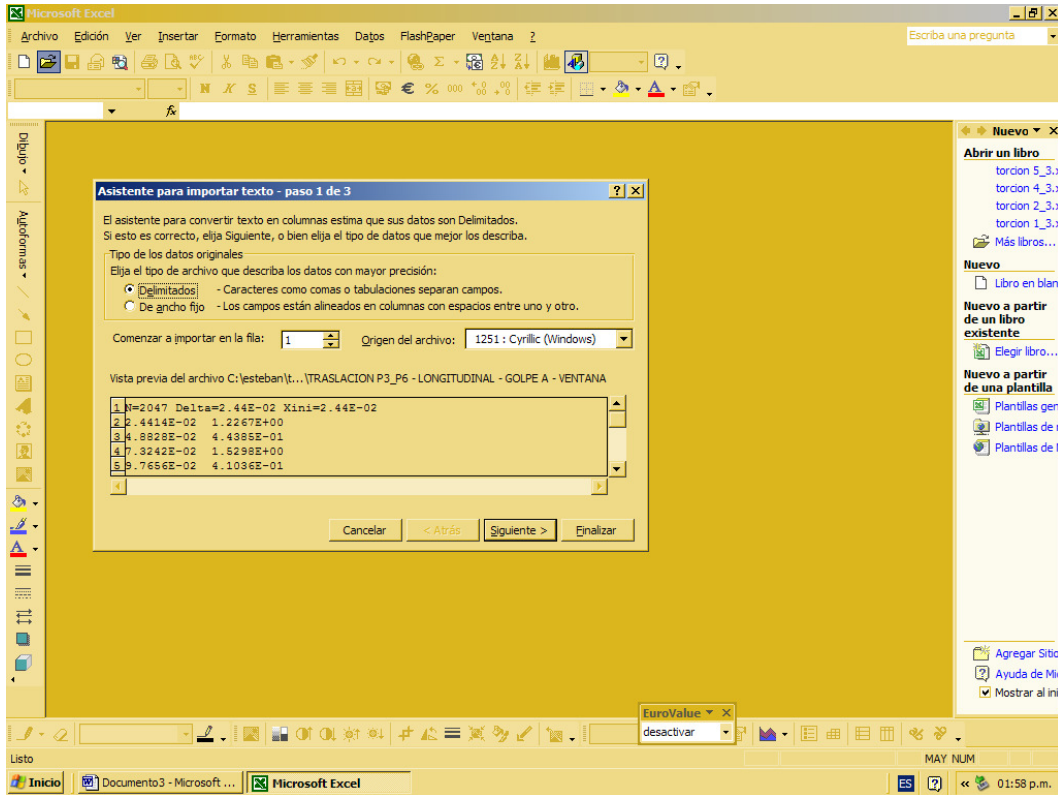 Microsoft Excel
Archivo Edición Ver Insertar Formato Herramientas Datos FlashPaper Ventana ?
Escriba una pregunta
N K S € % 000
fx
Dibujo
Autoformas
Nuevo
Abrir un libro
torcion 5_3.x
torcion 4_3.x
torcion 2_3.x
torcion 1_3.x
Más libros...
Nuevo
Libro en blan
Nuevo a partir
de un libro
existente
Elegir libro...
Nuevo a partir
de una plantilla
Plantillas gen
Plantillas de
Plantillas de
Agregar Sitio
Ayuda de Mi
Mostrar al ini
Asistente para importar texto - paso 1 de 3
El asistente para convertir texto en columnas estima que sus datos son Delimitados.
Si esto es correcto, elija Siguiente, o bien elija el tipo de datos que mejor los describa.
Tipo de los datos originales
Elija el tipo de archivo que describa los datos con mayor precisión:
Delimitados - Caracteres como comas o tabulaciones separan campos.
De ancho fijo - Los campos están alineados en columnas con espacios entre uno y otro.
Comenzar a importar en la fila: 1 Origen del archivo: 1251 : Cyrillic (Windows)
Vista previa del archivo C:\esteban\t...\TRASLACION P3_P6 - LONGITUDINAL - GOLPE A - VENTANA
1 N=2047 Delta=2.44E-02 Xini=2.44E-02
2 2.4414E-02 1.2267E+00
3 4.8828E-02 4.4385E-01
4 7.3242E-02 1.5298E+00
5 9.7656E-02 4.1036E-01
Cancelar < Atrás Siguiente > Finalizar
EuroValue
desactivar
Listo
MAY NUM
Inicio Documento3 - Microsoft ... Microsoft Excel
ES « 01:58 p.m.